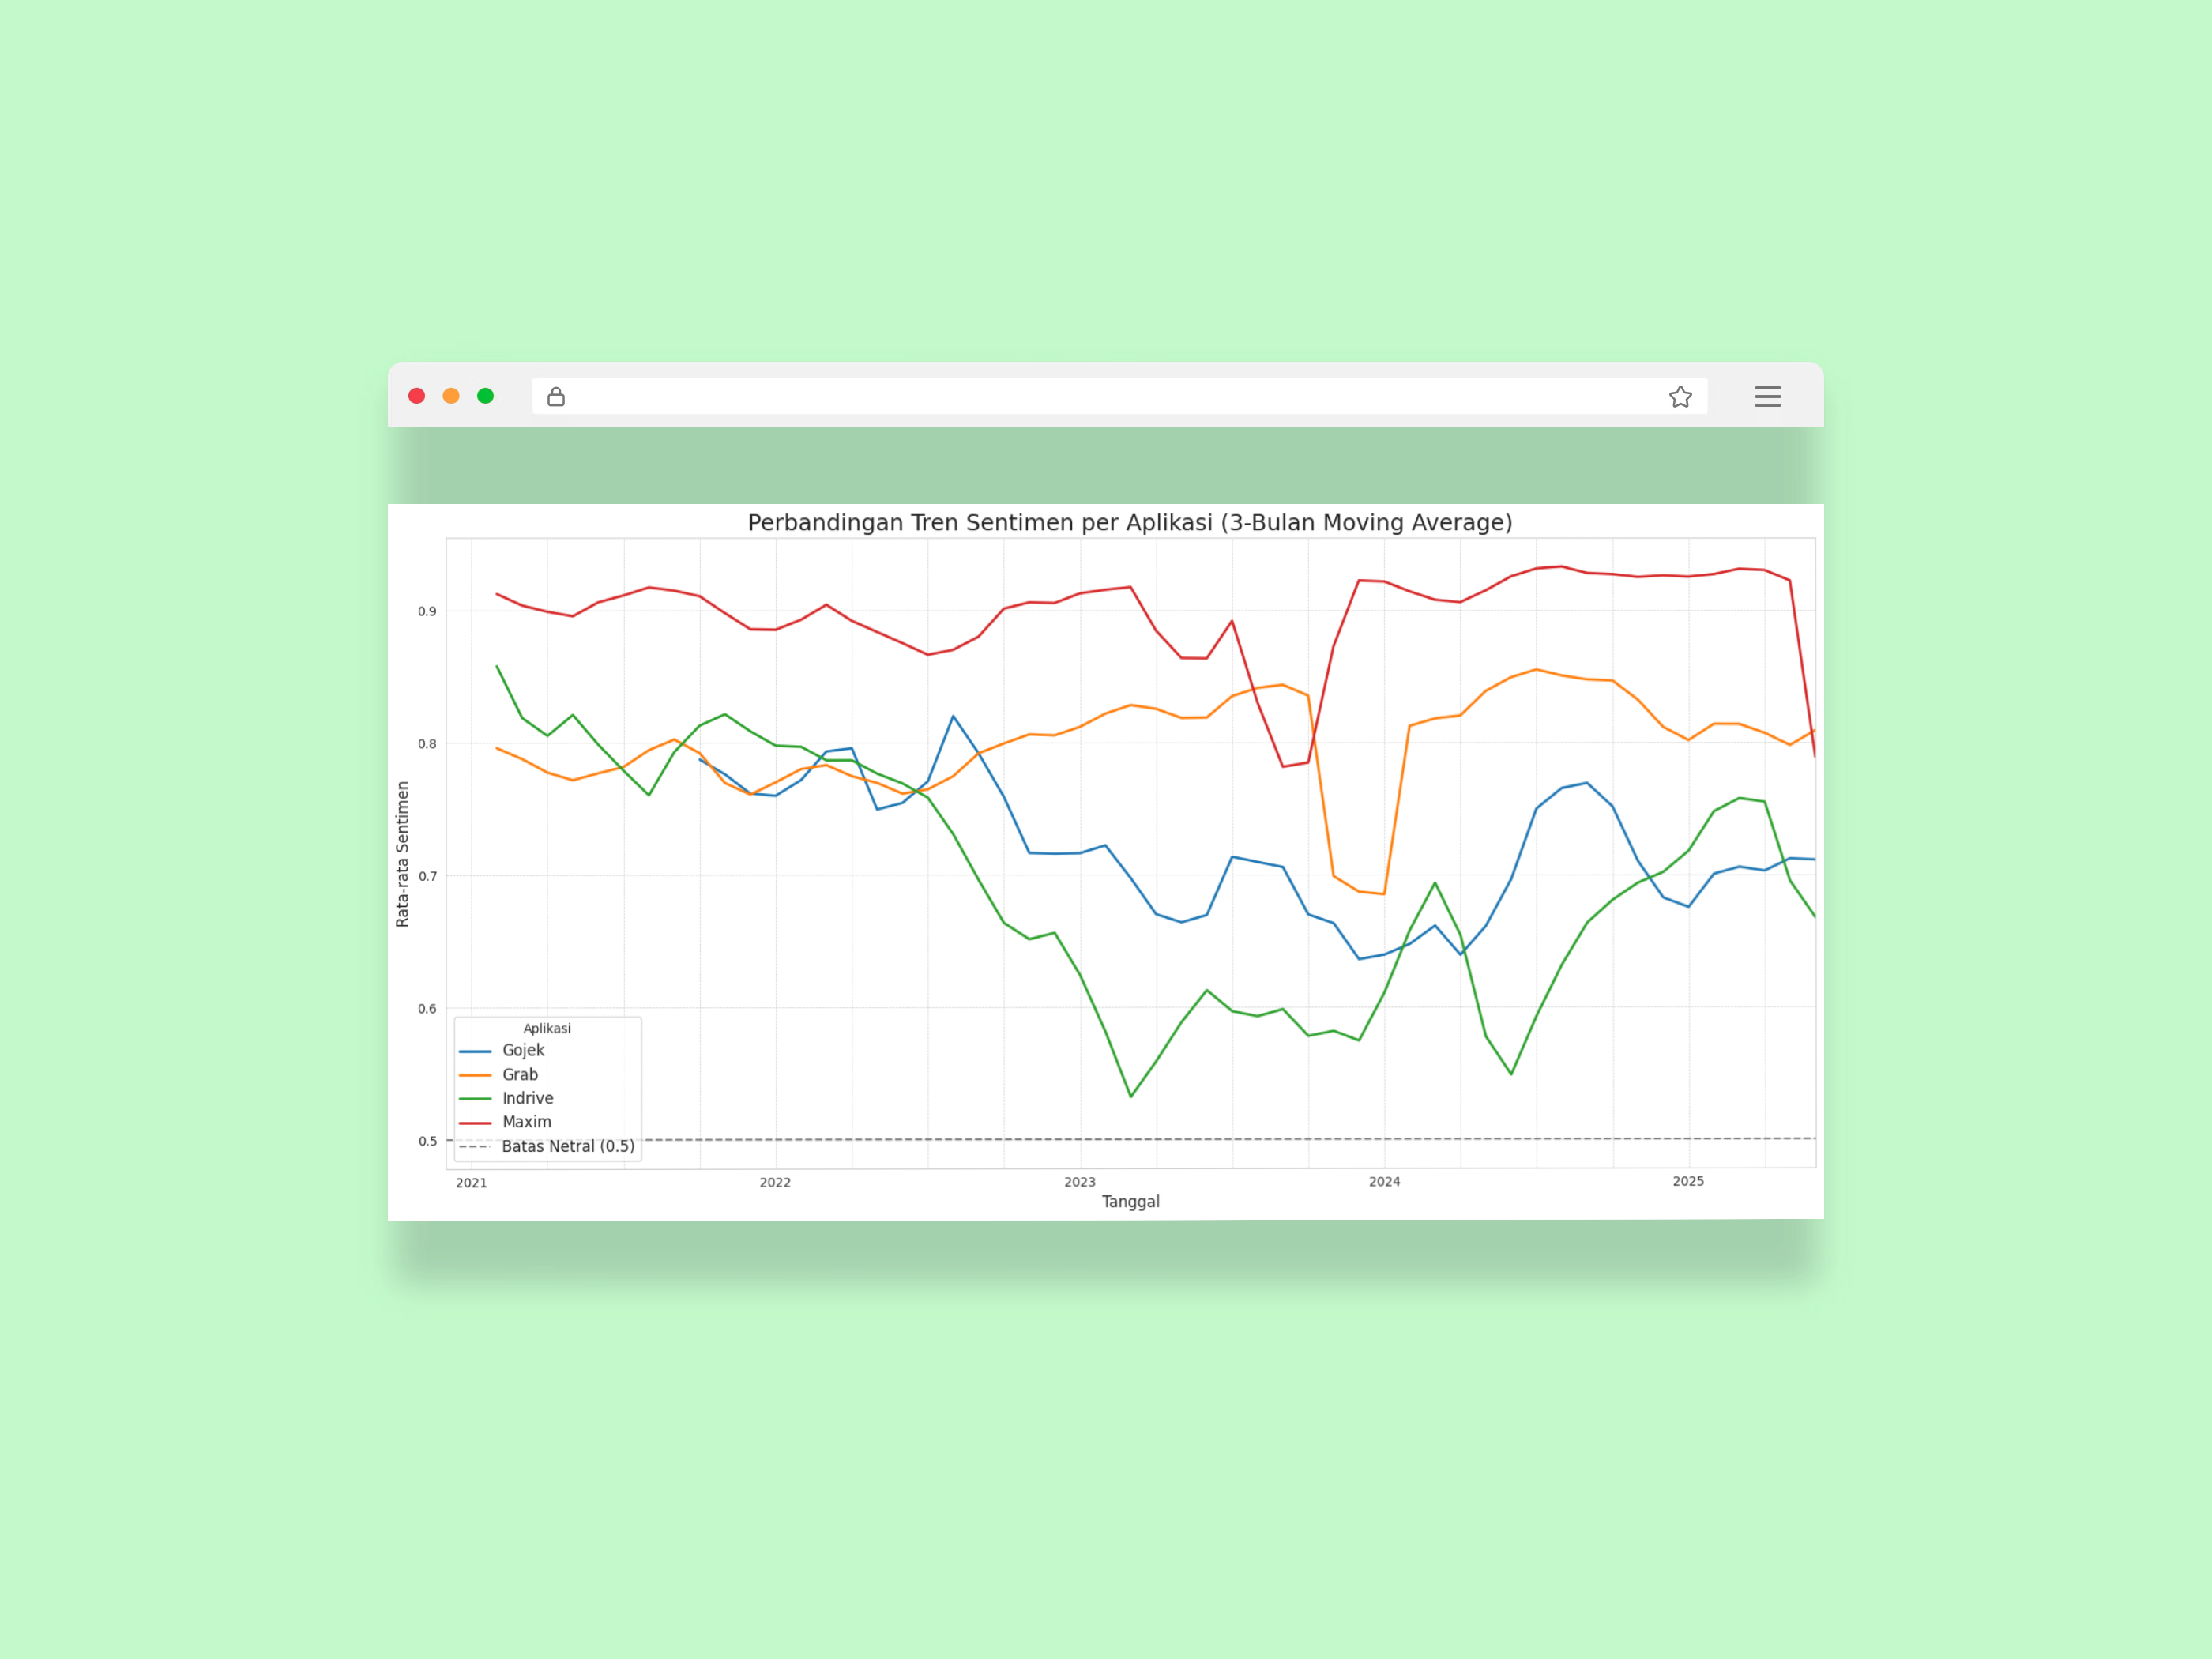 Perbandingan Tren Sentimen per Aplikasi (3-Bulan Moving Average)
Rata-rata Sentimen
0.9
0.8
0.7
0.6
0.5
Aplikasi
Gojek
Grab
Indrive
Maxim
Batas Netral (0.5)
2021 2022 2023 2024 2025
Tanggal